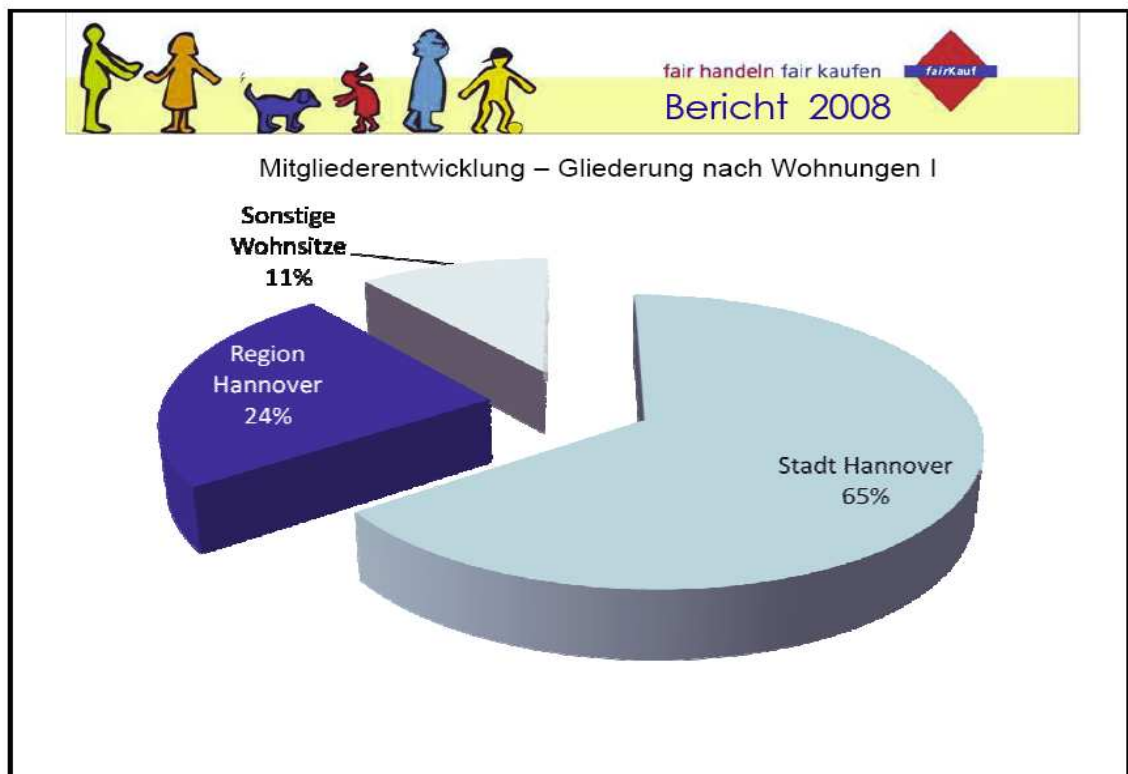 fair handeln fair kaufen
fairKauf
Bericht 2008
Mitgliederentwicklung – Gliederung nach Wohnungen I
Sonstige
Wohnsitze
11%
Region
Hannover
24%
Stadt Hannover
65%